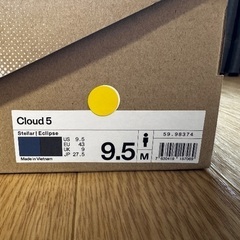 Cloud 5
Stellar | Eclipse
US 9.5
EU 43
UK 9
JP 27.5
Made in Vietnam
9.5
M
59.98374